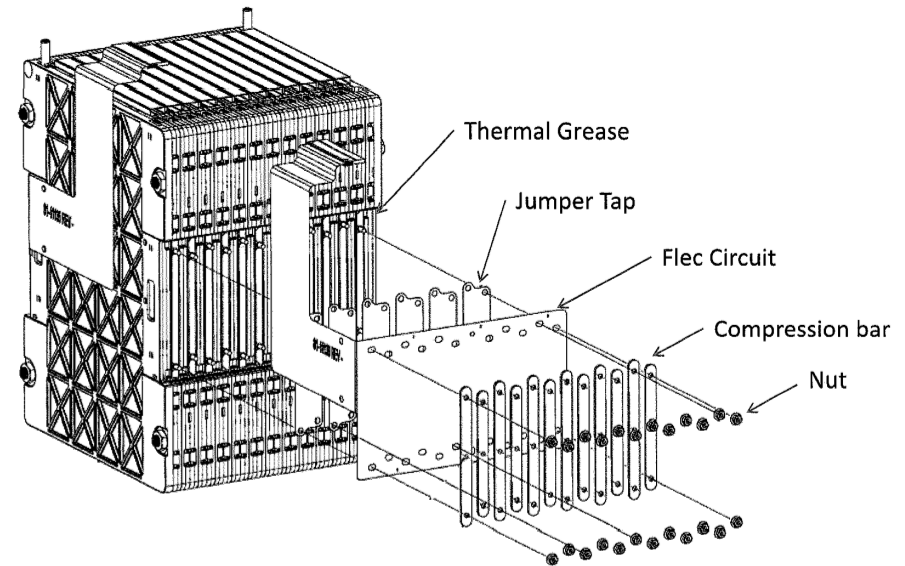 Thermal Grease
Jumper Tap
Flec Circuit
Compression bar
Nut